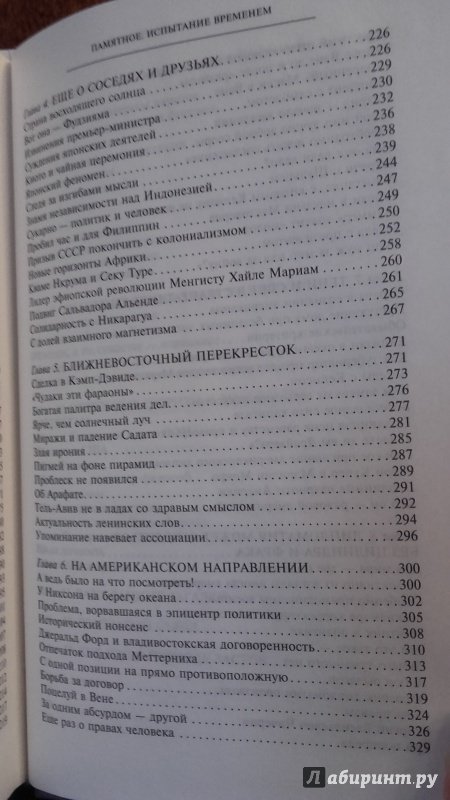 ПАМЯТНОЕ. ИСПЫТАНИЕ ВРЕМЕНЕМ
Глава 4. ЕЩЕ О СОСЕДЯХ И ДРУЗЬЯХ. . . . . . . . . . 226
Страна восходящего солнца . . . . . . . . . . 226
Вот она — Фудзияма . . . . . . . . . . 229
Извинения премьер-министра . . . . . . . . . . 230
Суждения японских деятелей . . . . . . . . . . 232
Киото и чайная церемония . . . . . . . . . . 236
Японский феномен . . . . . . . . . . 238
Следя за изгибами мысли . . . . . . . . . . 239
Знамя независимости над Индонезией . . . . . . . . . . 244
Сукарно — политик и человек . . . . . . . . . . 247
Пробил час и для Филиппин . . . . . . . . . . 249
Призыв СССР покончить с колониализмом . . . . . . . . . . 250
Новые горизонты Африки . . . . . . . . . . 252
Кваме Нкрума и Секу Туре . . . . . . . . . . 258
Лидер эфиопской революции Менгисту Хайле Мариам . . . . . . . . . . 260
Подвиг Сальвадора Альенде . . . . . . . . . . 261
Солидарность с Никарагуа . . . . . . . . . . 265
С долей взаимного магнетизма . . . . . . . . . . 267
Глава 5. БЛИЖНЕВОСТОЧНЫЙ ПЕРЕКРЕСТОК . . . . . . . . . . 271
Сделка в Кэмп-Дэвиде. . . . . . . . . . 271
«Чудаки эти фараоны» . . . . . . . . . . 273
Богатая палитра ведения дел. . . . . . . . . . 276
Ярче, чем солнечный луч . . . . . . . . . . 277
Миражи и падение Садата . . . . . . . . . . 281
Злая ирония . . . . . . . . . . 285
Пигмей на фоне пирамид . . . . . . . . . . 287
Проблеск не появился . . . . . . . . . . 289
Об Арафате. . . . . . . . . . 291
Тель-Авив не в ладах со здравым смыслом . . . . . . . . . . 292
Актуальность ленинских слов . . . . . . . . . . 294
Упоминание навевает ассоциации . . . . . . . . . . 296
Глава 6. НА АМЕРИКАНСКОМ НАПРАВЛЕНИИ . . . . . . . . . . 300
А ведь было на что посмотреть! . . . . . . . . . . 300
У Никсона на берегу океана . . . . . . . . . . 302
Проблема, ворвавшаяся в эпицентр политики . . . . . . . . . . 305
Исторический нонсенс . . . . . . . . . . 308
Джеральд Форд и владивостокская договоренность . . . . . . . . . . 310
Отпечаток подхода Меттерниха . . . . . . . . . . 313
С одной позиции на прямо противоположную . . . . . . . . . . 317
Борьба за договор . . . . . . . . . . 319
Поцелуй в Вене . . . . . . . . . . 324
За одним абсурдом — другой . . . . . . . . . . 326
Еще раз о правах человека . . . . . . . . . . 329
Лабиринт.ру